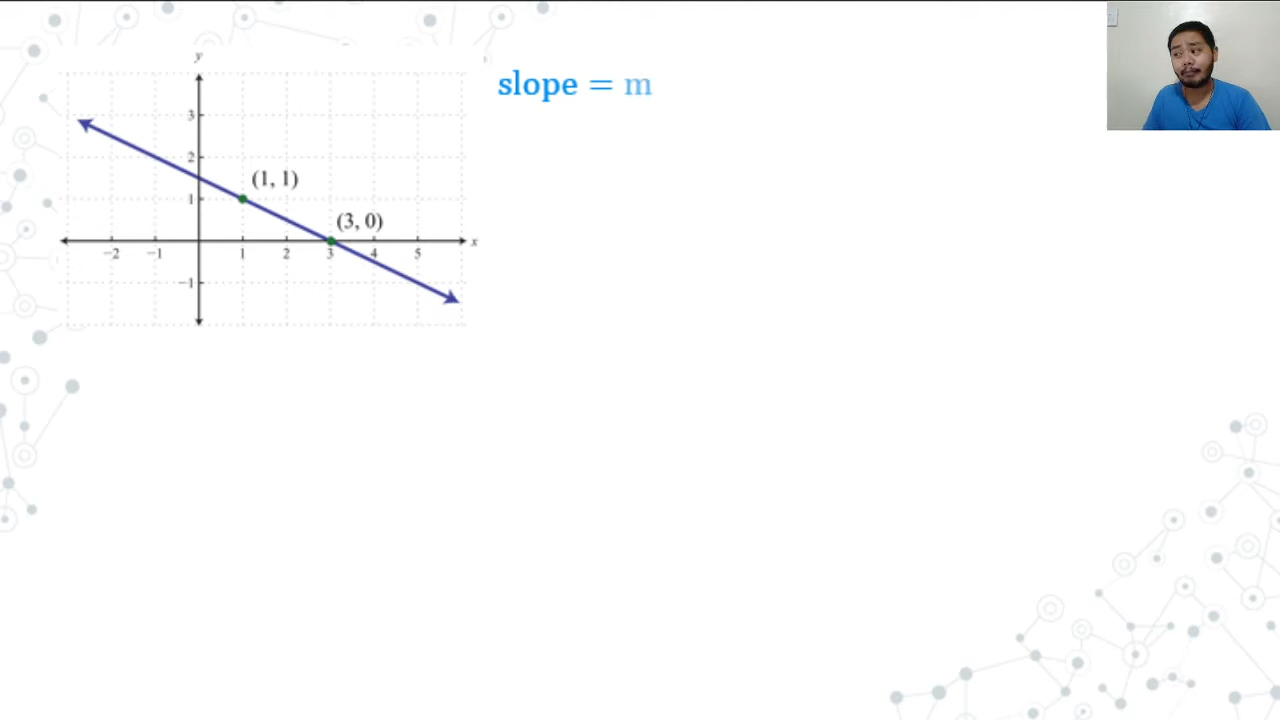 slope = m
y
3
2
(1, 1)
1
(3, 0)
x
−2 −1 1 2 3 4 5
−1